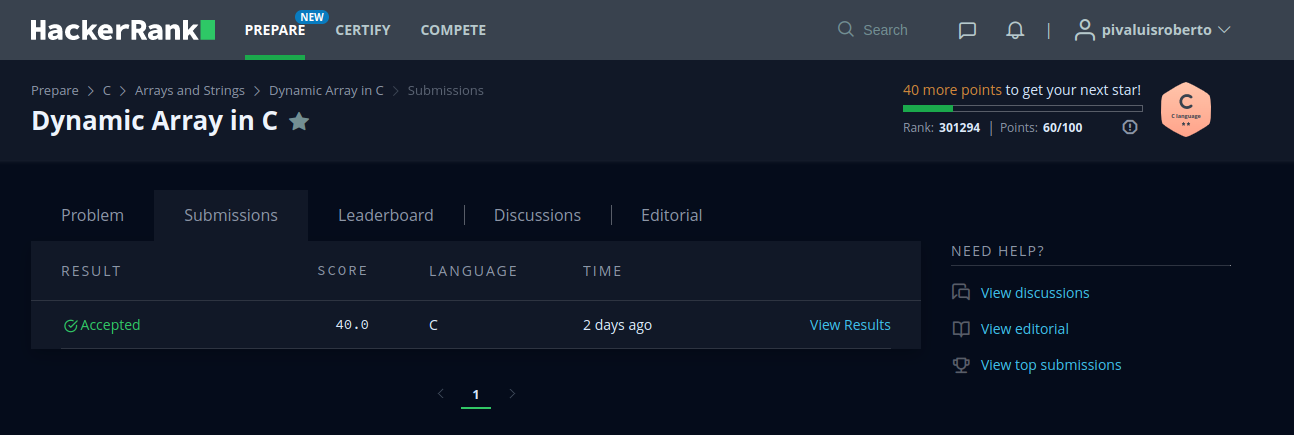 HackerRank PREPARE NEW CERTIFY COMPETE Search | pivaluisroberto
Prepare > C > Arrays and Strings > Dynamic Array in C > Submissions
Dynamic Array in C
40 more points to get your next star!
Rank: 301294 | Points: 60/100
C
C language
Problem Submissions Leaderboard | Discussions | Editorial
RESULT SCORE LANGUAGE TIME
Accepted 40.0 C 2 days ago View Results
1
NEED HELP?
View discussions
View editorial
View top submissions